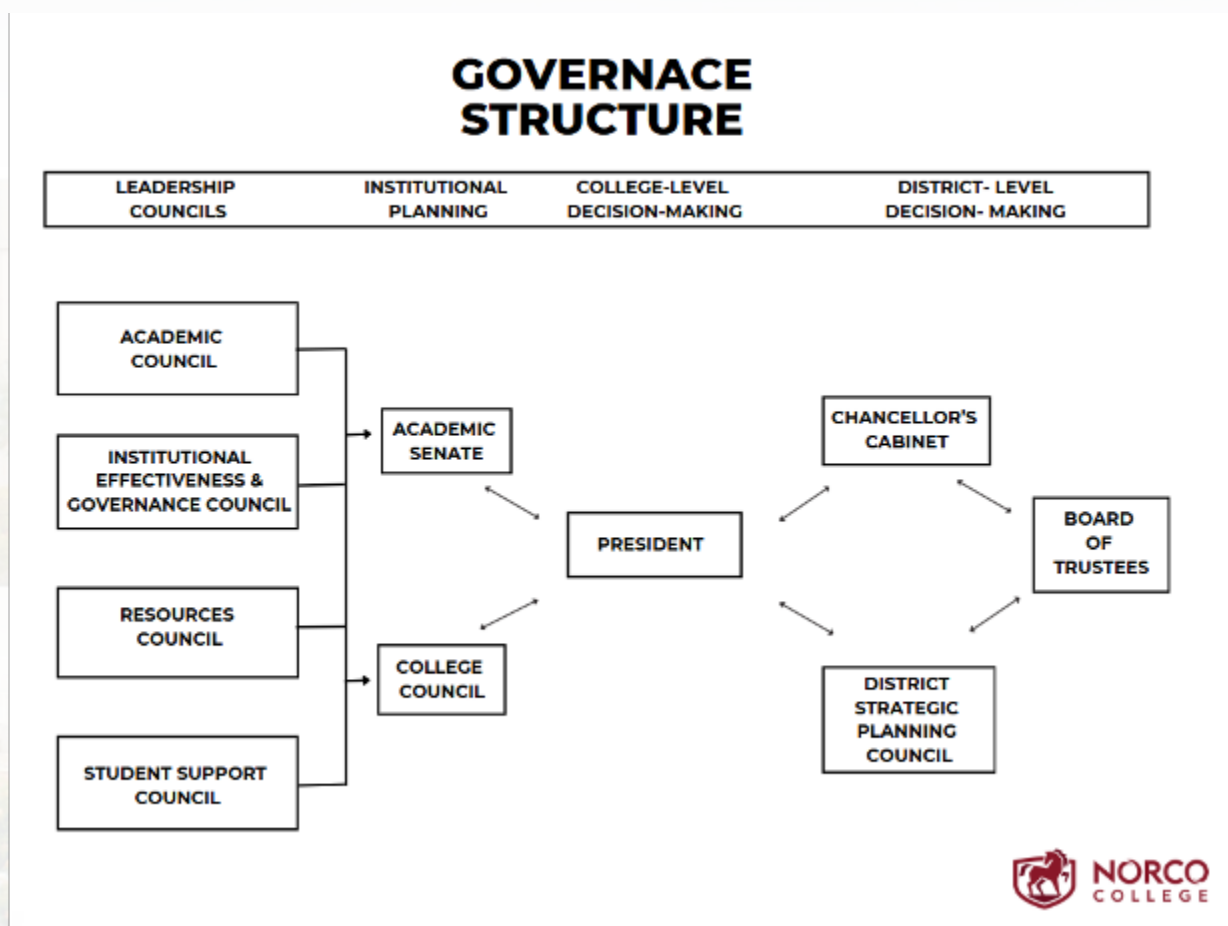 GOVERNACE
STRUCTURE
LEADERSHIP
COUNCILS
INSTITUTIONAL
PLANNING
COLLEGE-LEVEL
DECISION-MAKING
DISTRICT- LEVEL
DECISION- MAKING
ACADEMIC
COUNCIL
INSTITUTIONAL
EFFECTIVENESS &
GOVERNANCE COUNCIL
RESOURCES
COUNCIL
STUDENT SUPPORT
COUNCIL
ACADEMIC
SENATE
COLLEGE
COUNCIL
PRESIDENT
CHANCELLOR'S
CABINET
DISTRICT
STRATEGIC
PLANNING
COUNCIL
BOARD
OF
TRUSTEES
NORCO
COLLEGE